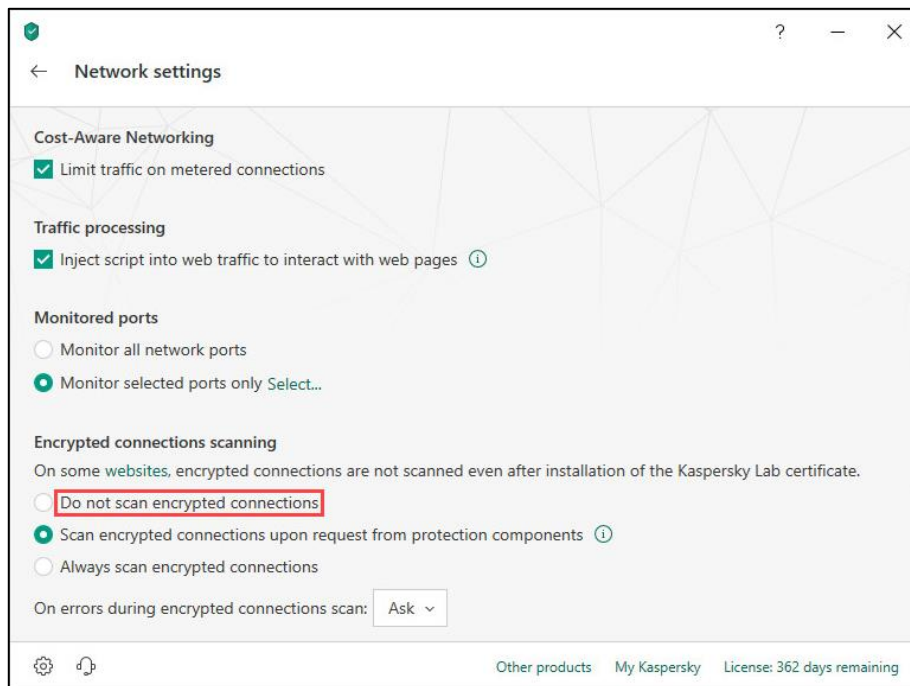 Network settings
Cost-Aware Networking
Limit traffic on metered connections
Traffic processing
Inject script into web traffic to interact with web pages
Monitored ports
Monitor all network ports
Monitor selected ports only Select...
Encrypted connections scanning
On some websites, encrypted connections are not scanned even after installation of the Kaspersky Lab certificate.
Do not scan encrypted connections
Scan encrypted connections upon request from protection components
Always scan encrypted connections
On errors during encrypted connections scan: Ask
Other products My Kaspersky License: 362 days remaining